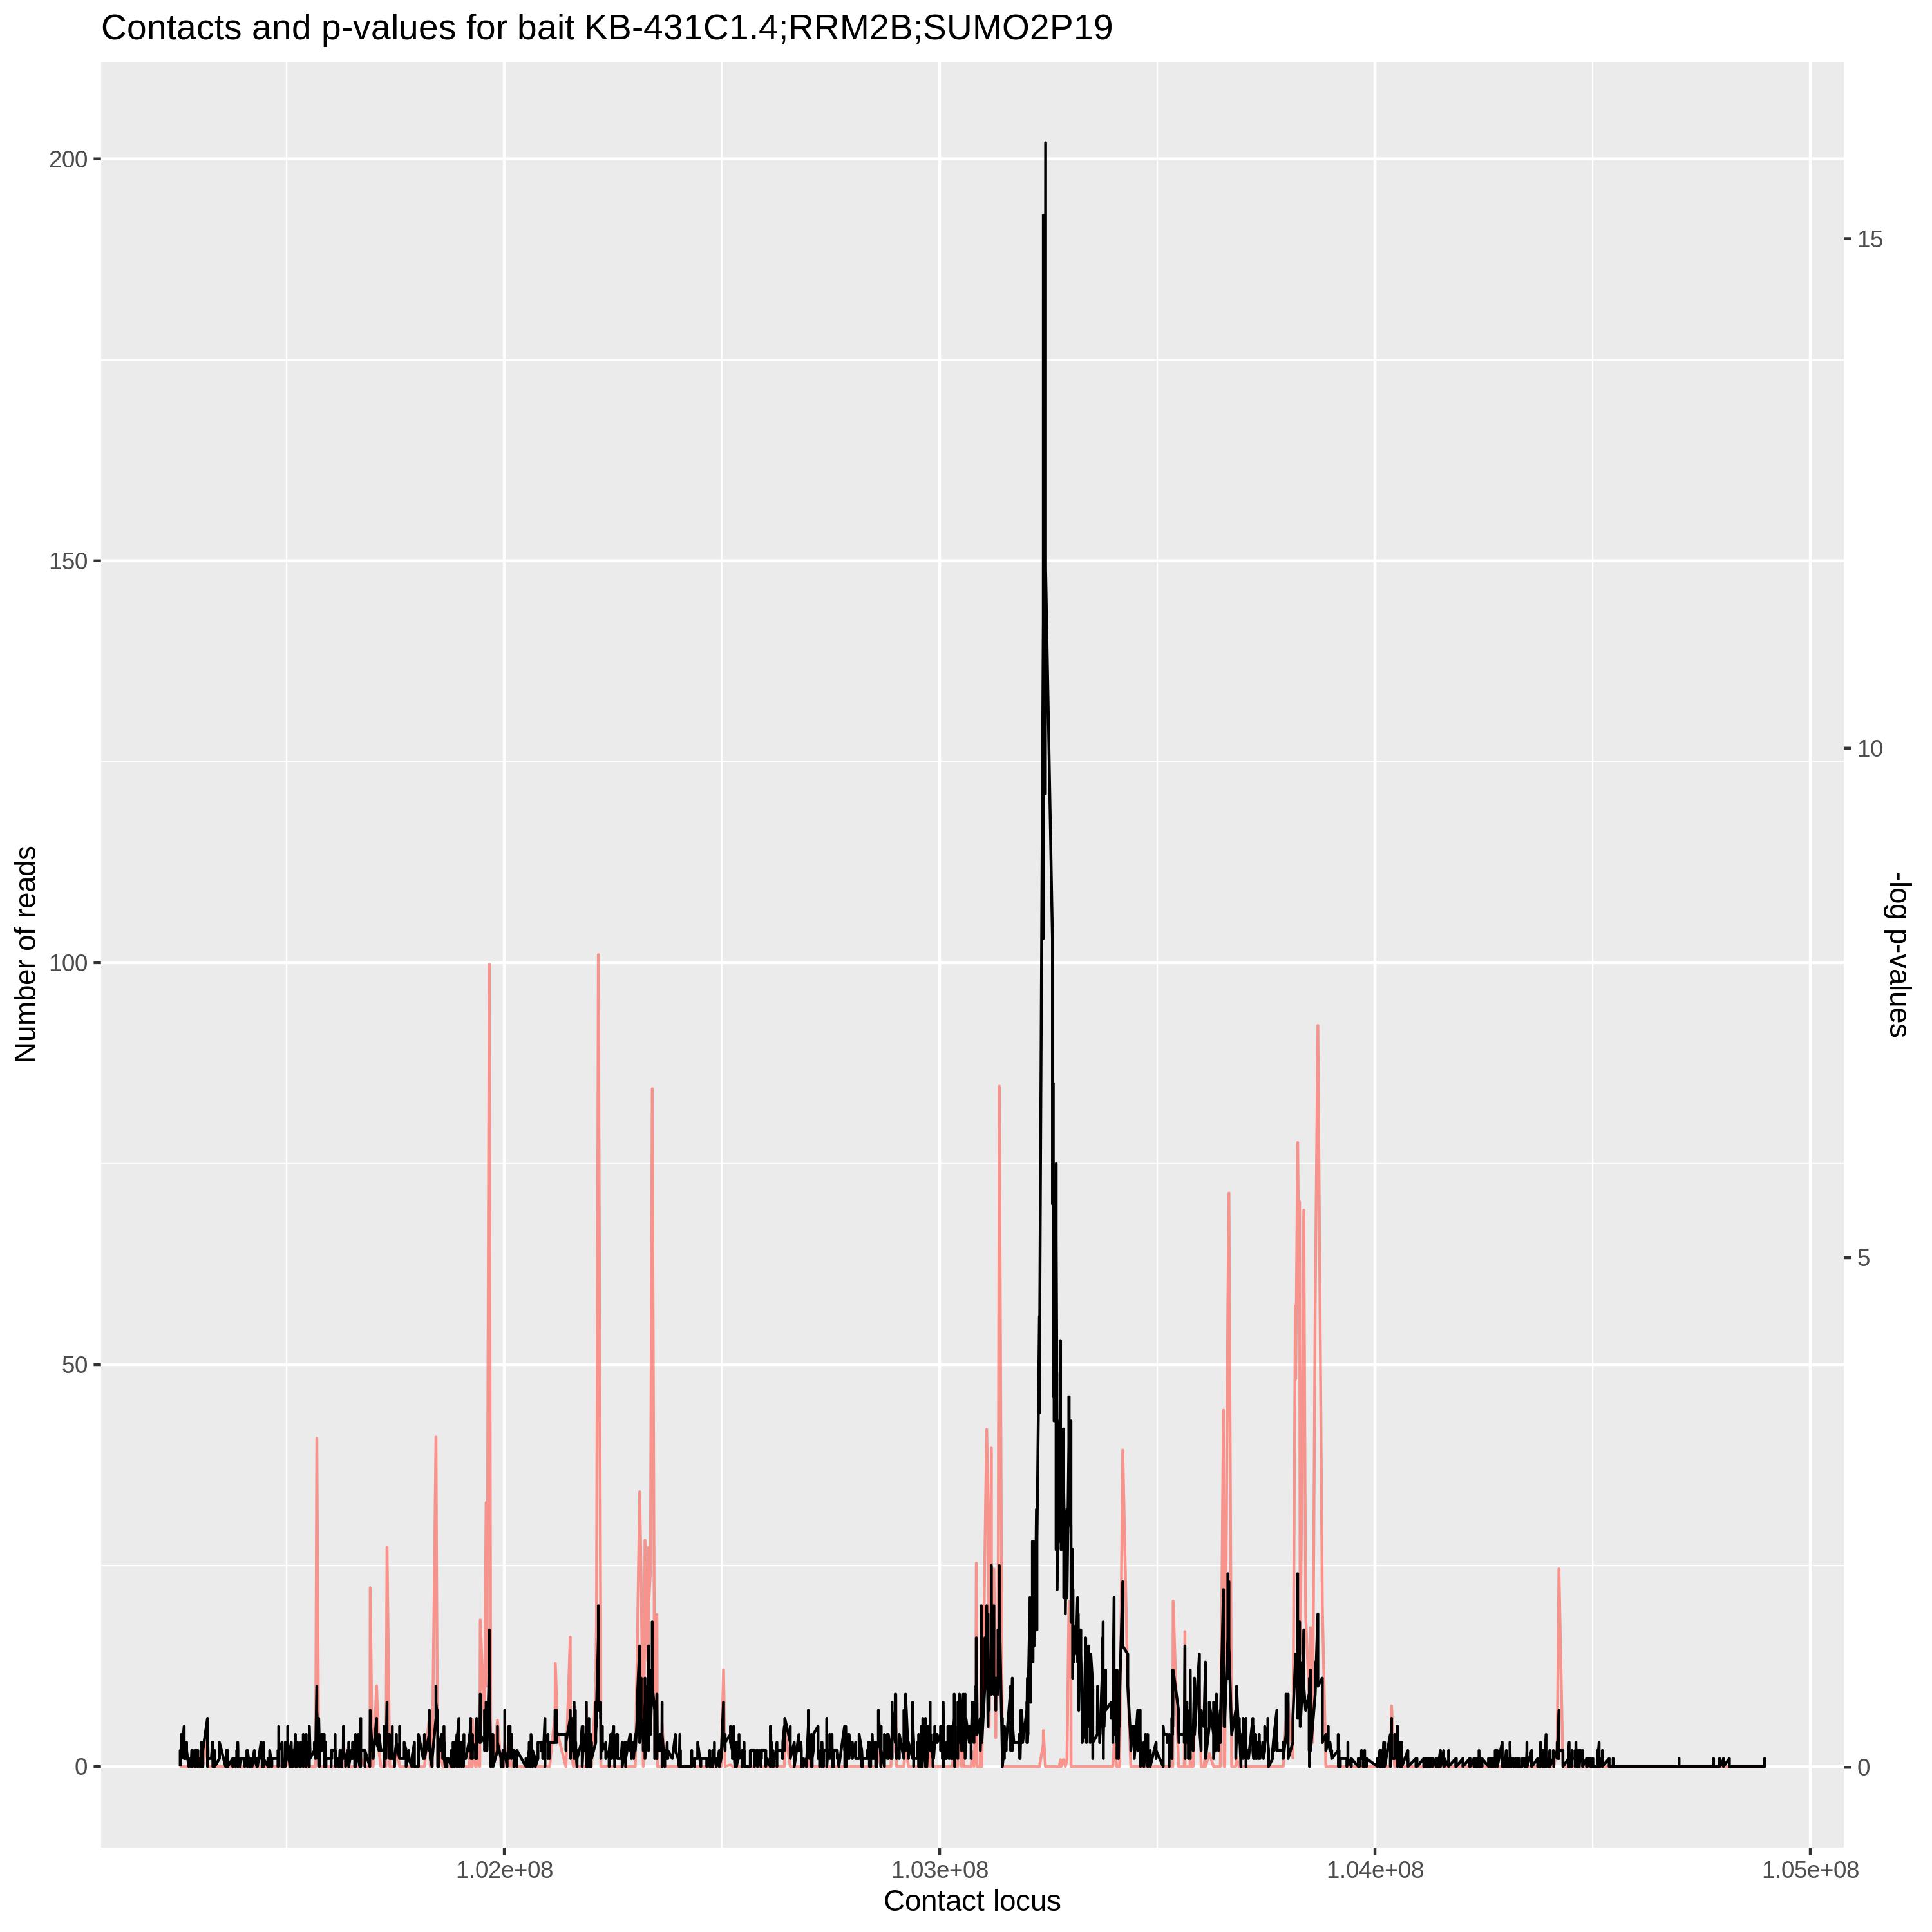 Contacts and p-values for bait KB-431C1.4;RRM2B;SUMO2P19
200
150
100
50
0
Number of reads
15
10
5
0
-log p-values
1.02e+08
1.03e+08
1.04e+08
1.05e+08
Contact locus